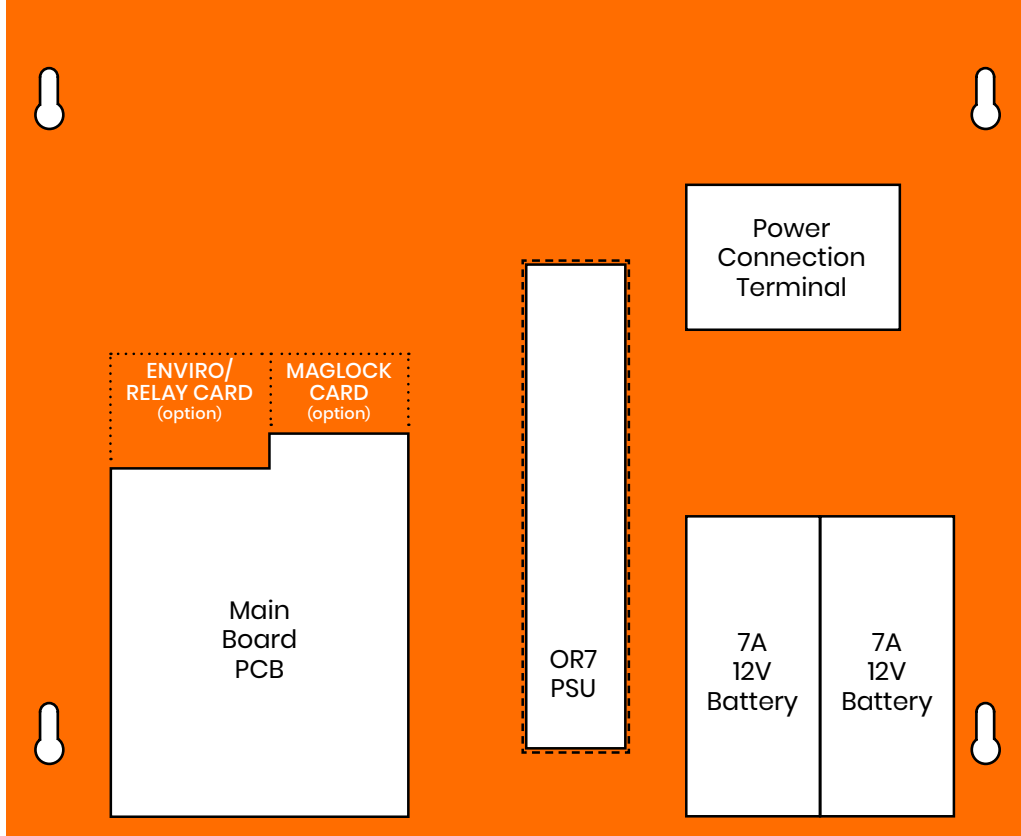 Power
Connection
Terminal
ENVIRO/
RELAY CARD
(option)
MAGLOCK
CARD
(option)
Main
Board
PCB
OR7
PSU
7A
12V
Battery
7A
12V
Battery